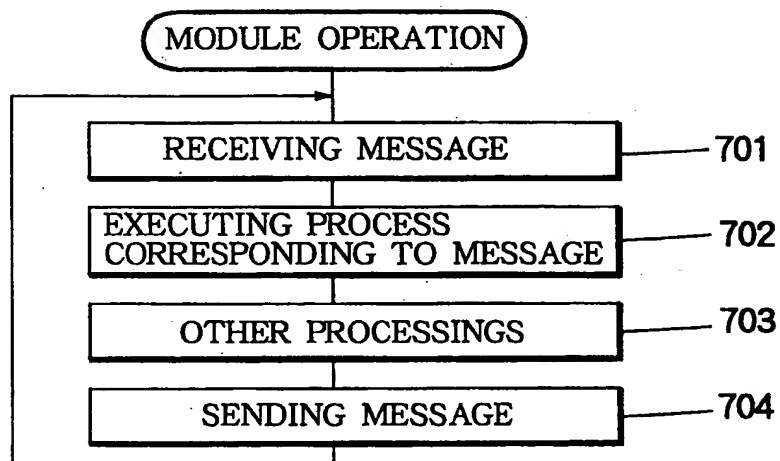 MODULE OPERATION
RECEIVING MESSAGE
701
EXECUTING PROCESS
CORRESPONDING TO MESSAGE
702
OTHER PROCESSINGS
703
SENDING MESSAGE
704